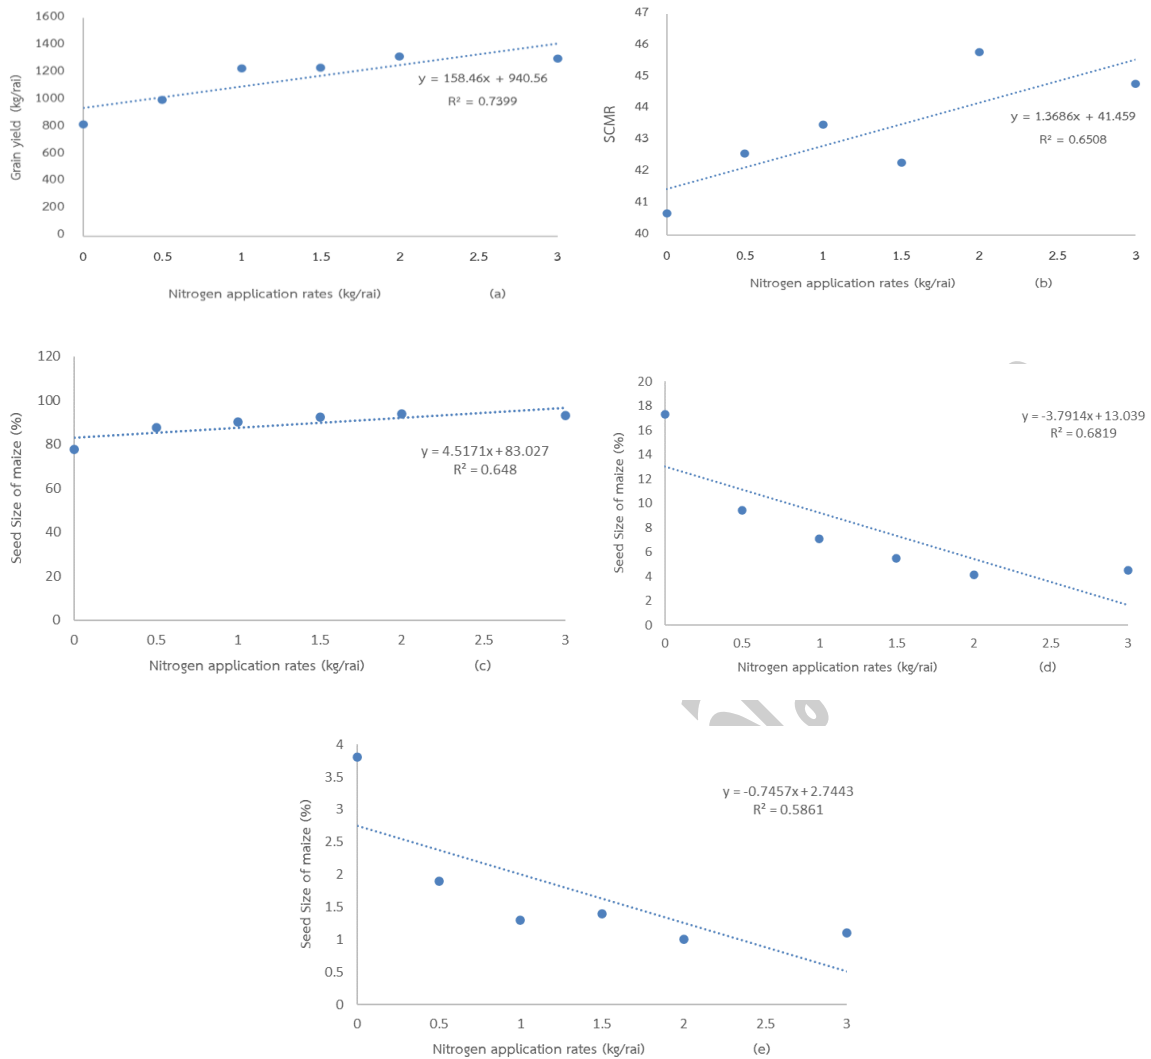 1600
1400
1200
1000
800
600
400
200
0
Grain yield (kg/rai)
y = 158.46x + 940.56
R² = 0.7399
0 0.5 1 1.5 2 2.5 3
Nitrogen application rates (kg/rai) (a)
47
46
45
44
43
42
41
40
SCMR
y = 1.3686x + 41.459
R² = 0.6508
0 0.5 1 1.5 2 2.5 3
Nitrogen application rates (kg/rai) (b)
120
100
80
60
40
20
0
Seed Size of maize (%)
y = 4.5171x + 83.027
R² = 0.648
0 0.5 1 1.5 2 2.5 3
Nitrogen application rates (kg/rai) (c)
20
18
16
14
12
10
8
6
4
2
0
Seed Size of maize (%)
y = -3.7914x + 13.039
R² = 0.6819
0 0.5 1 1.5 2 2.5 3
Nitrogen application rates (kg/rai) (d)
4
3.5
3
2.5
2
1.5
1
0.5
0
Seed Size of maize (%)
y = -0.7457x + 2.7443
R² = 0.5861
0 0.5 1 1.5 2 2.5 3
Nitrogen application rates (kg/rai) (e)